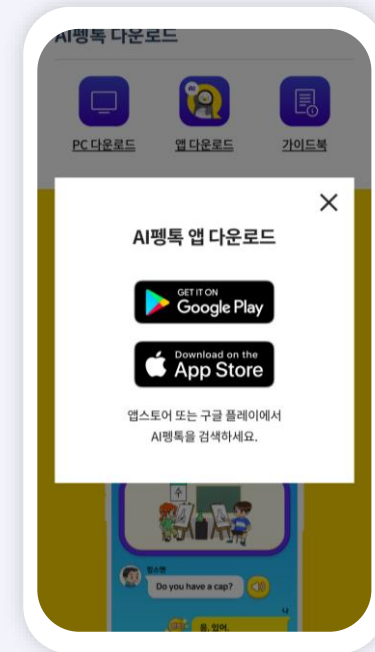 AI펭톡 다운로드
PC 다운로드
앱 다운로드
가이드북
AI펭톡 앱 다운로드
GET IT ON
Google Play
Download on the
App Store
앱스토어 또는 구글 플레이에서
AI펭톡을 검색하세요.
수
Do you have a cap?
나
응, 있어.